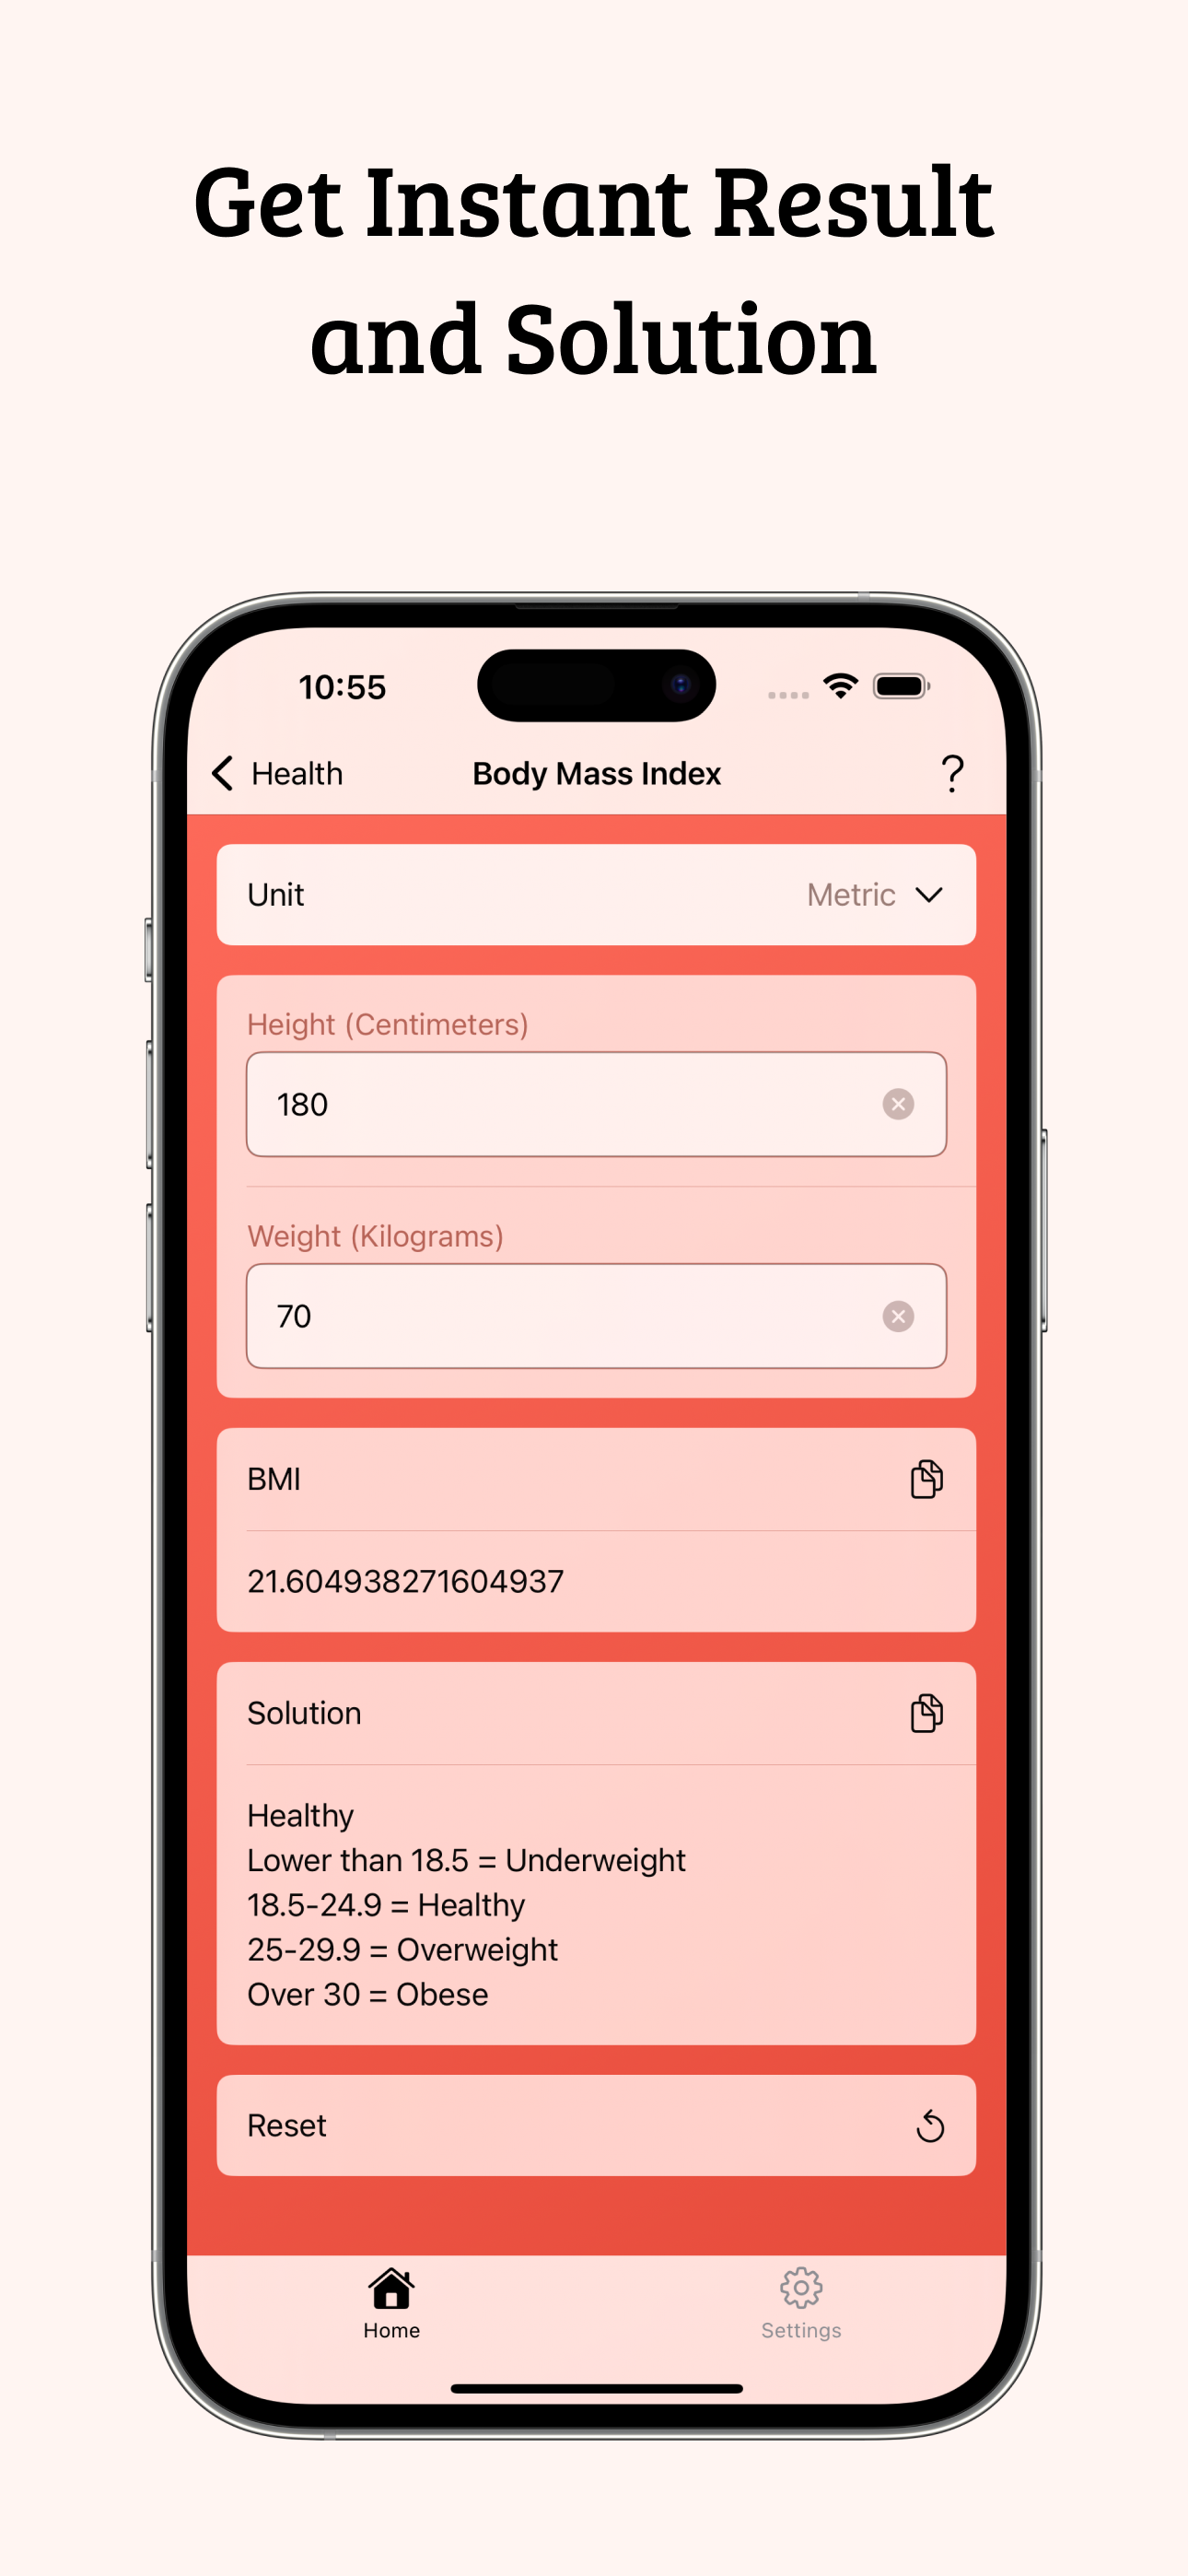 Get Instant Result
and Solution
10:55
Health
Body Mass Index
?
Unit
Metric
Height (Centimeters)
180
Weight (Kilograms)
70
BMI
21.604938271604937
Solution
Healthy
Lower than 18.5 = Underweight
18.5-24.9 = Healthy
25-29.9 = Overweight
Over 30 = Obese
Reset
Home
Settings